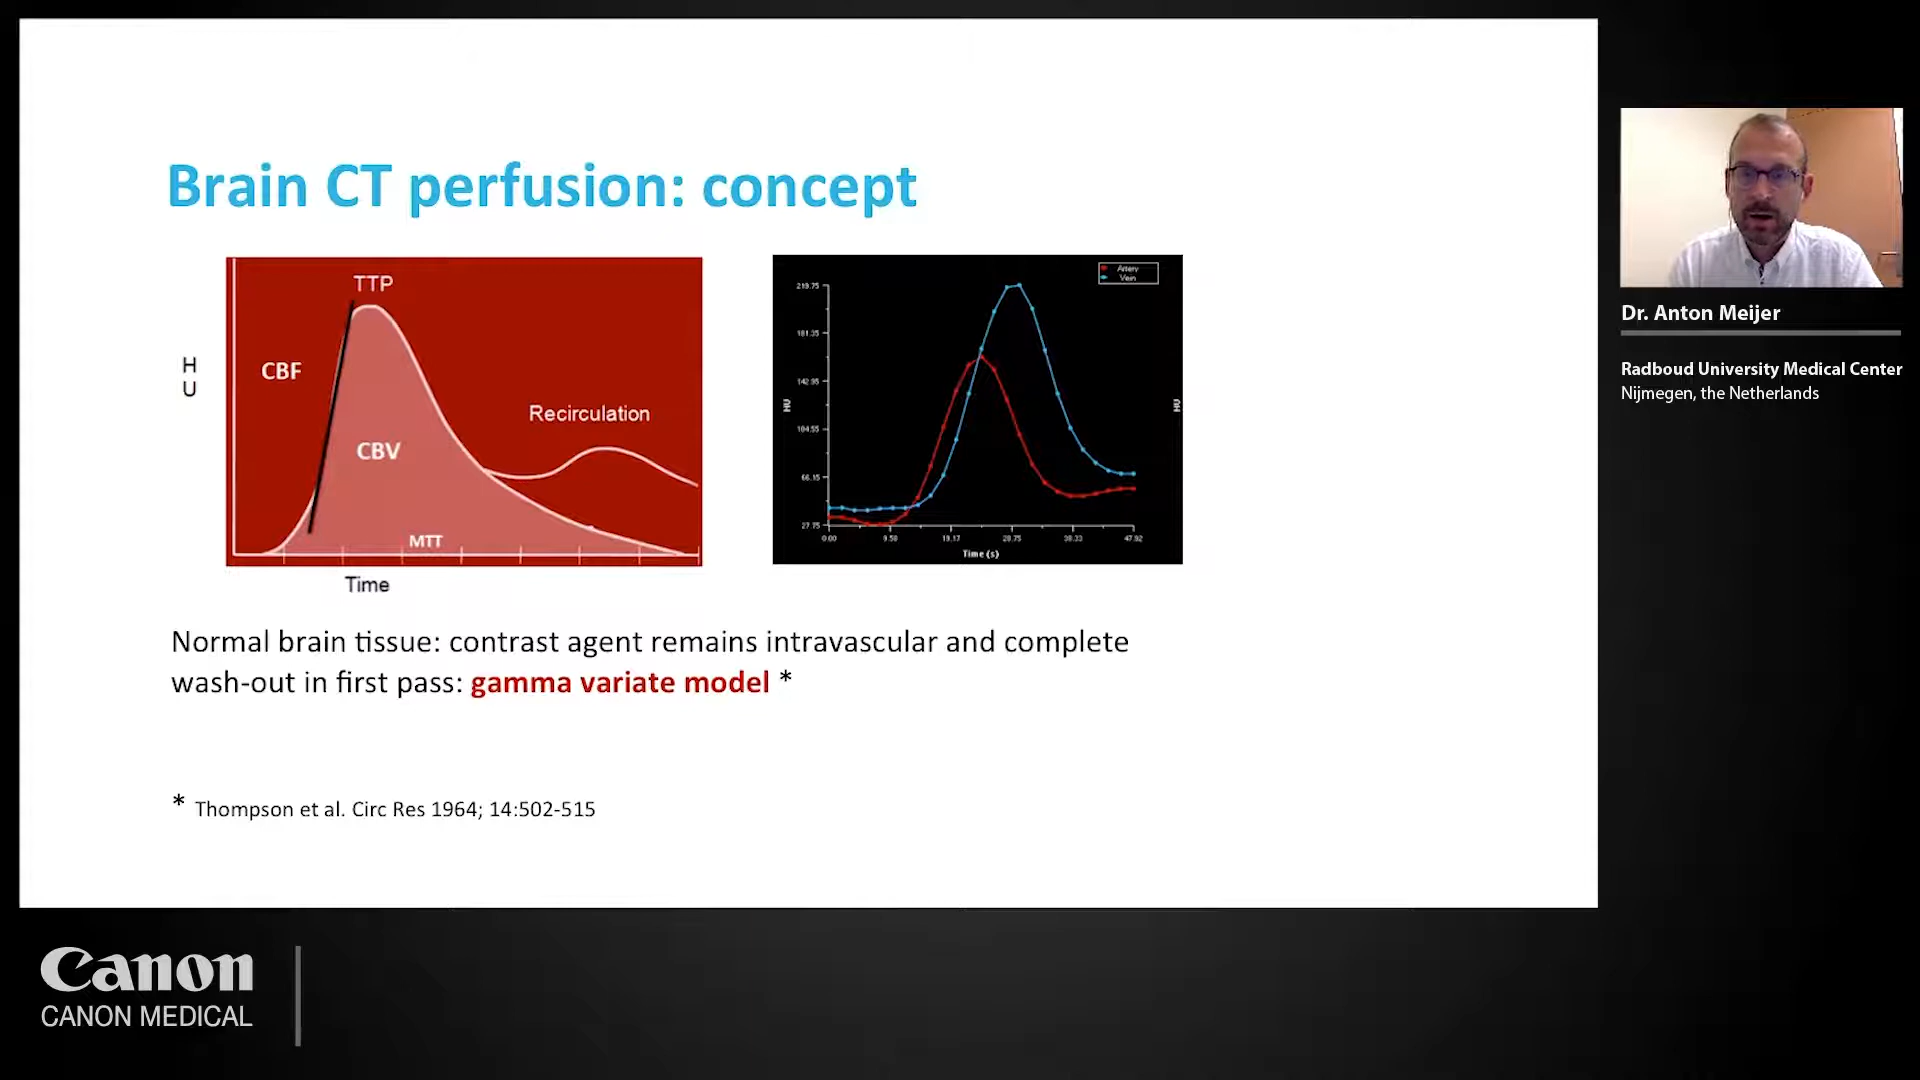 Brain CT perfusion: concept
TTP
CBF
H
U
CBV
Recirculation
MTT
Time
Artery
Vein
219.75
181.35
142.95
104.55
66.15
27.75
HU
HU
0.00 9.58 19.17 28.75 38.33 47.92
Time (s)
Normal brain tissue: contrast agent remains intravascular and complete
wash-out in first pass: gamma variate model *
* Thompson et al. Circ Res 1964; 14:502-515
Dr. Anton Meijer
Radboud University Medical Center
Nijmegen, the Netherlands
Canon
CANON MEDICAL